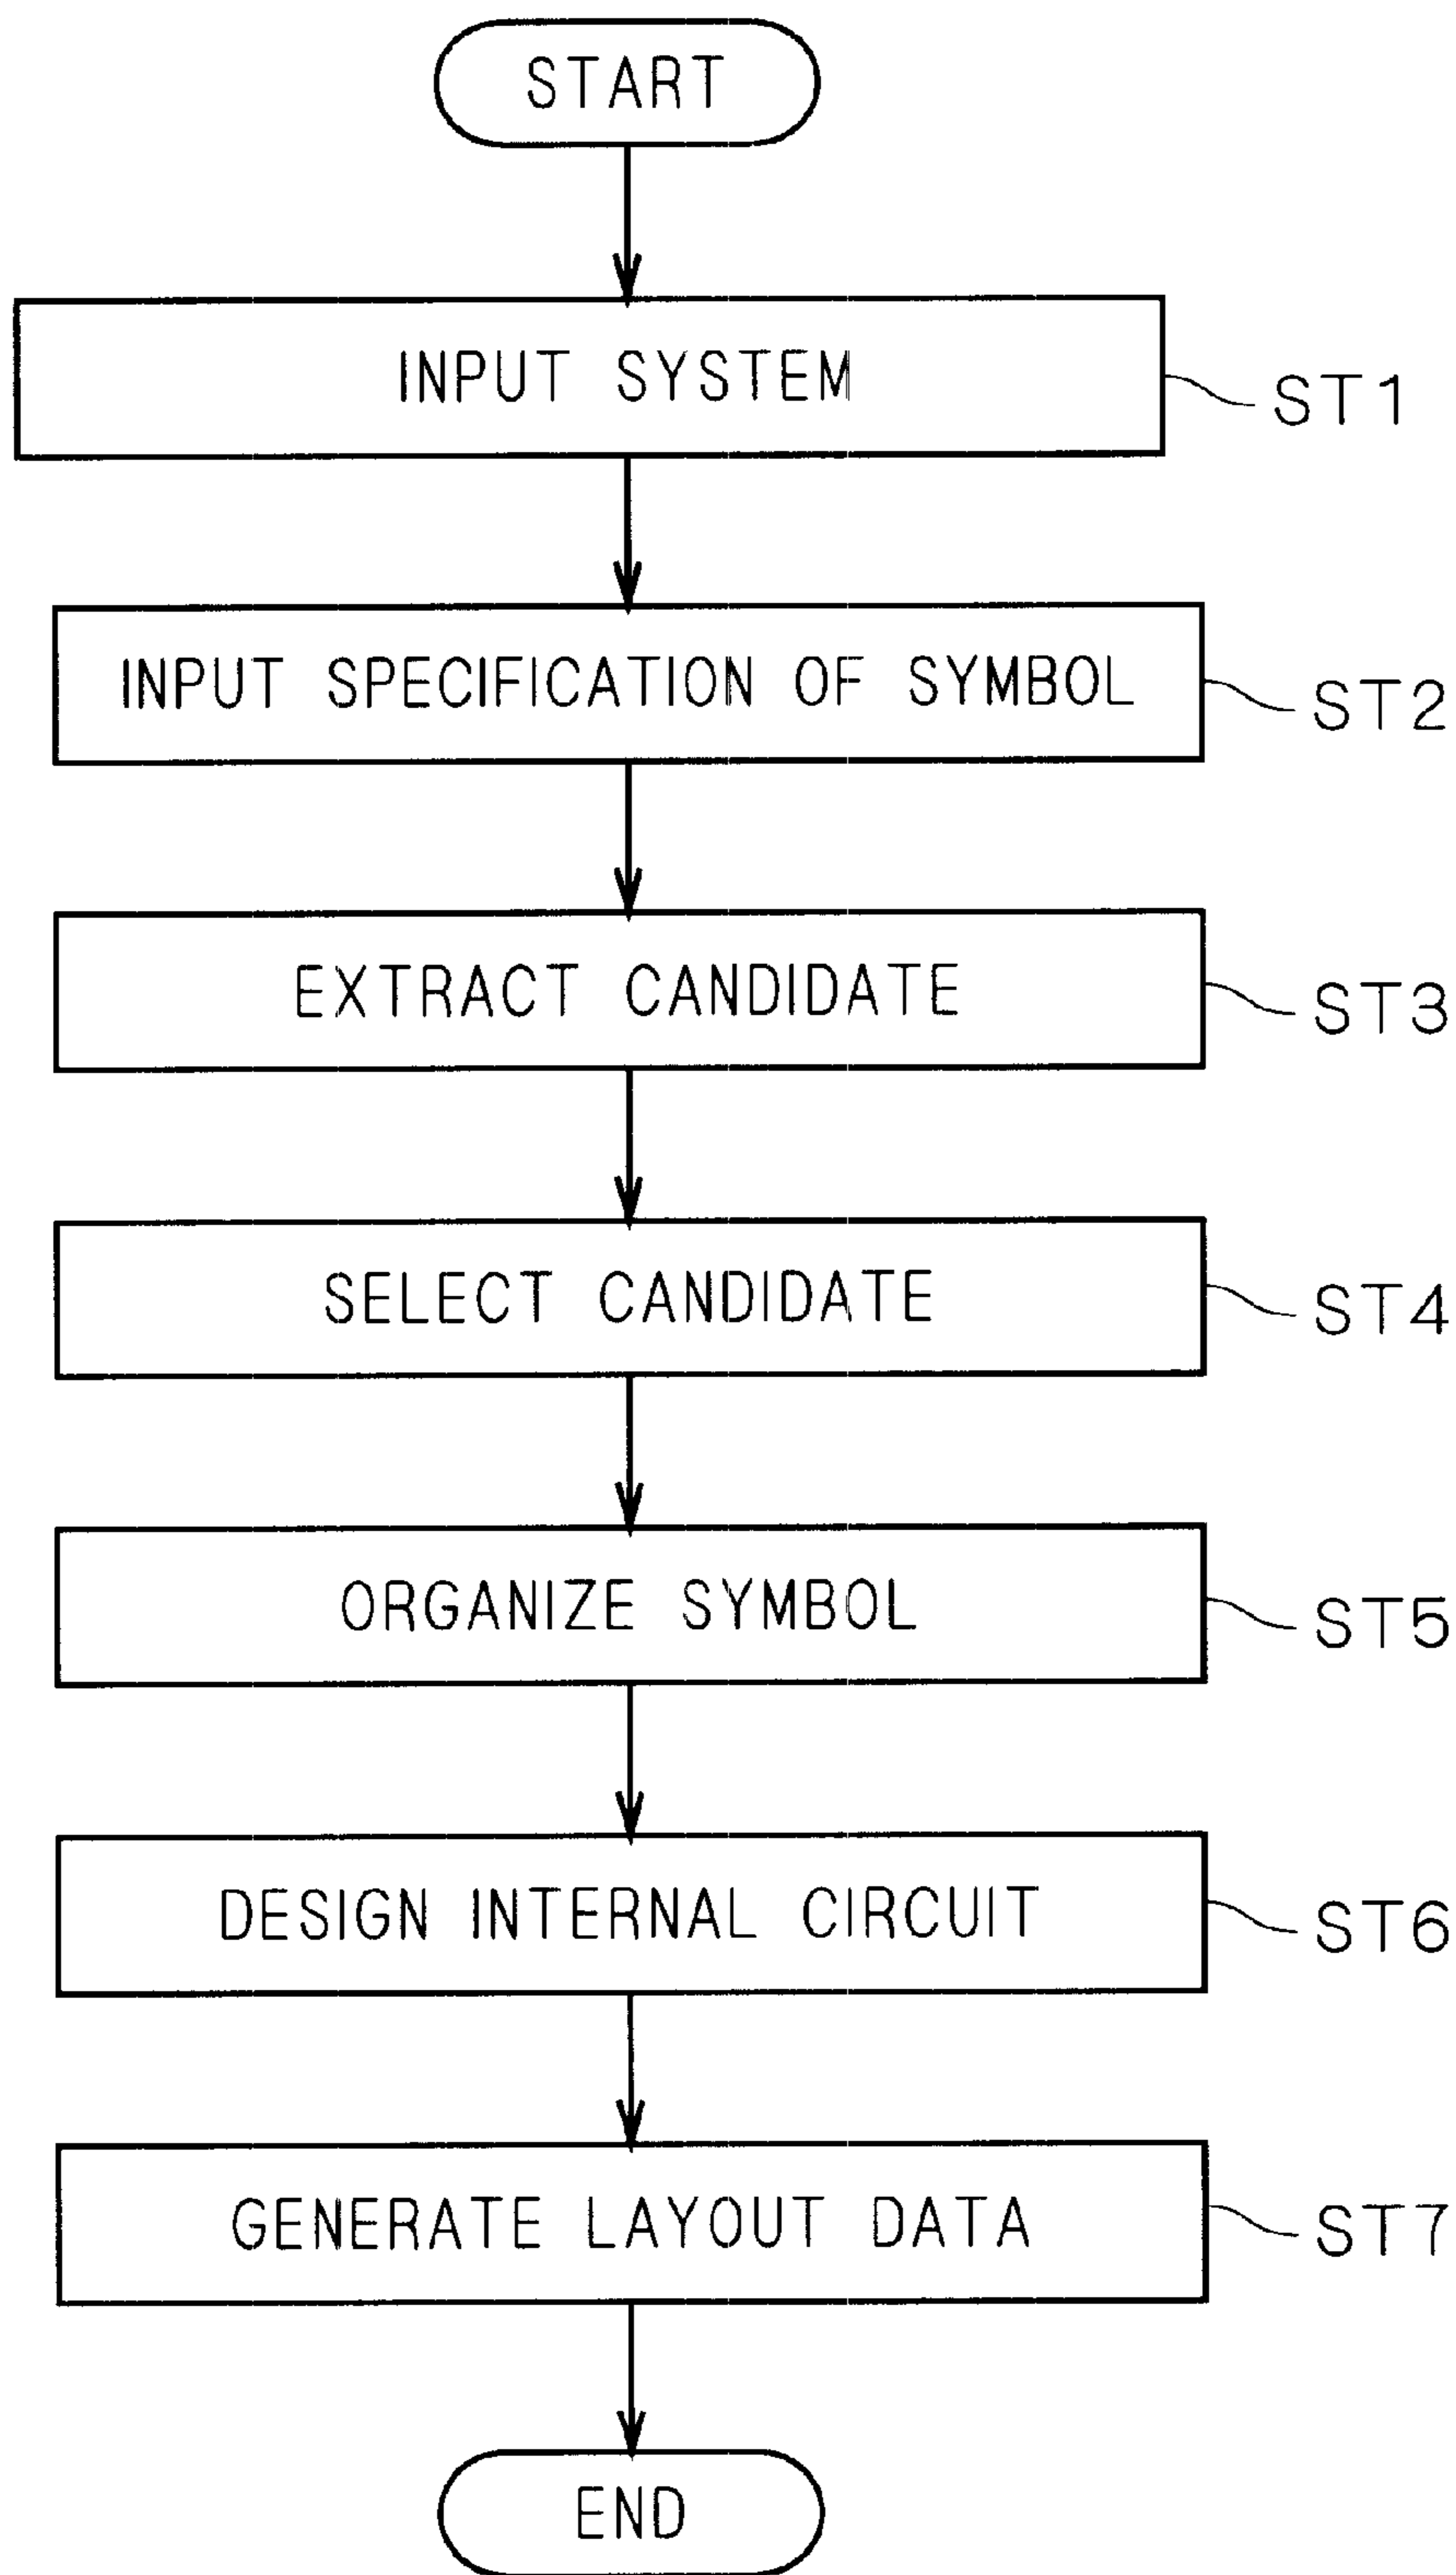 START
INPUT SYSTEM
ST1
INPUT SPECIFICATION OF SYMBOL
ST2
EXTRACT CANDIDATE
ST3
SELECT CANDIDATE
ST4
ORGANIZE SYMBOL
ST5
DESIGN INTERNAL CIRCUIT
ST6
GENERATE LAYOUT DATA
ST7
END